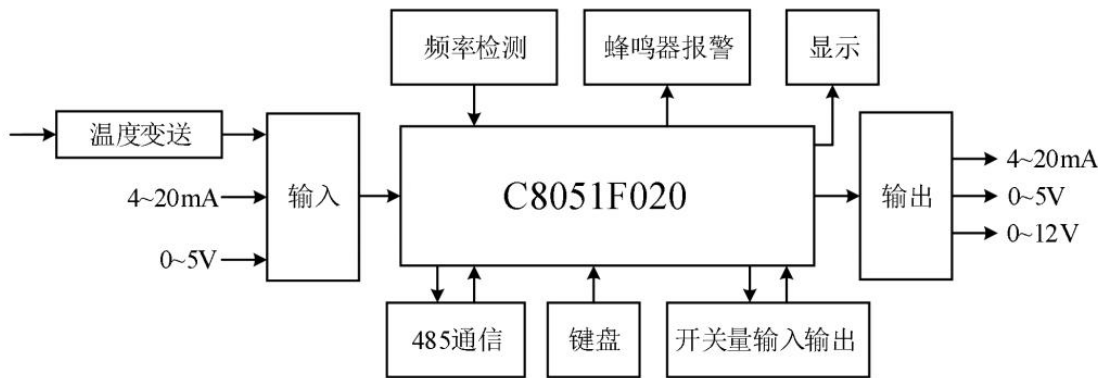 频率检测
蜂鸣器报警
显示
温度变送
4~20mA
0~5V
输入
C8051F020
输出
4~20mA
0~5V
0~12V
485通信
键盘
开关量输入输出